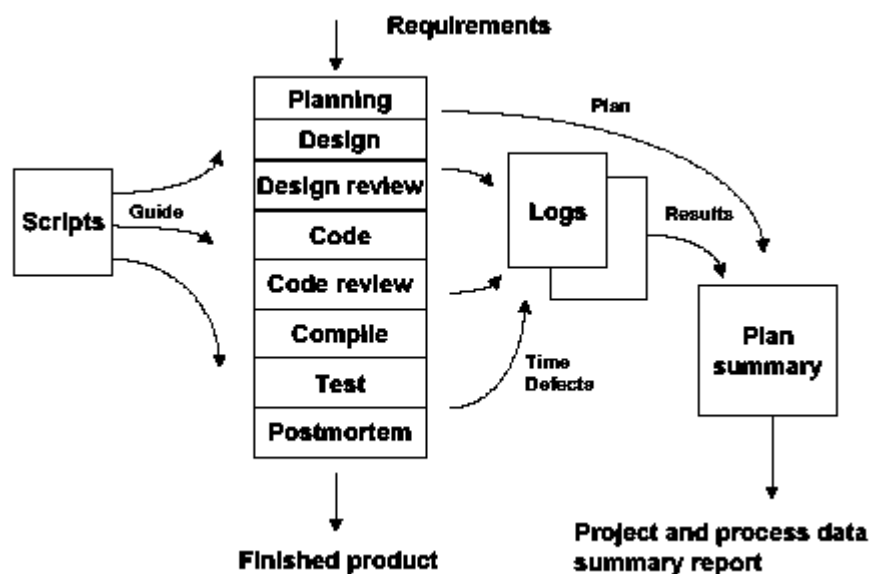 Requirements
Planning
Plan
Design
Design review
Logs
Scripts
Guide
Results
Code
Code review
Compile
Plan
summary
Test
Time
Defects
Postmortem
Finished product
Project and process data
summary report